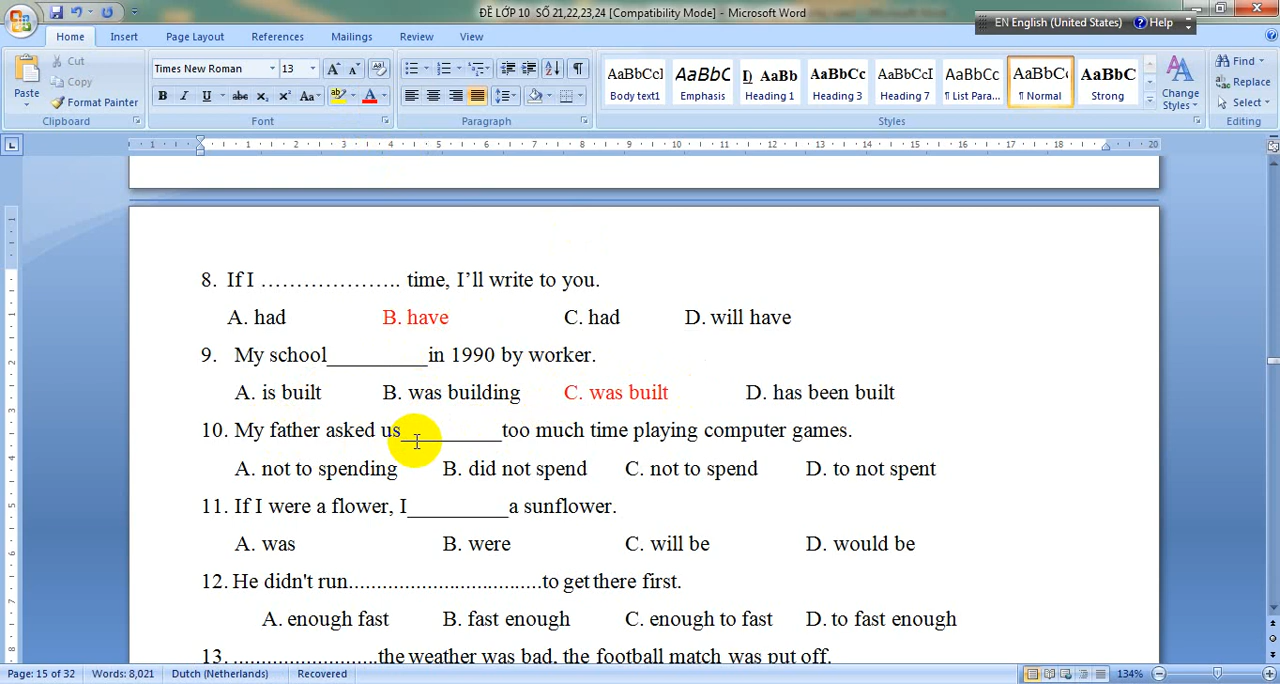 ĐỀ LỚP 10 SỐ 21,22,23,24 [Compatibility Mode] - Microsoft Word
EN English (United States) Help
Home Insert Page Layout References Mailings Review View
Paste
Cut
Copy
Format Painter
Clipboard
Times New Roman 13
Font
Paragraph
AaBbCcI AaBbC I) AaBb AaBbCc AaBbCcI AaBbCc AaBbCc AaBbC
Body text1 Emphasis Heading 1 Heading 3 Heading 7 ¶ List Para... ¶ Normal Strong
Change Styles
Styles
Find
Replace
Select
Editing
8. If I ………………….. time, I’ll write to you.
A. had B. have C. had D. will have
9. My school_________in 1990 by worker.
A. is built B. was building C. was built D. has been built
10. My father asked us_________too much time playing computer games.
A. not to spending B. did not spend C. not to spend D. to not spent
11. If I were a flower, I_________a sunflower.
A. was B. were C. will be D. would be
12. He didn't run..................................to get there first.
A. enough fast B. fast enough C. enough to fast D. to fast enough
13. .........................the weather was bad, the football match was put off.
Page: 15 of 32 Words: 8,021 Dutch (Netherlands) Recovered 134%